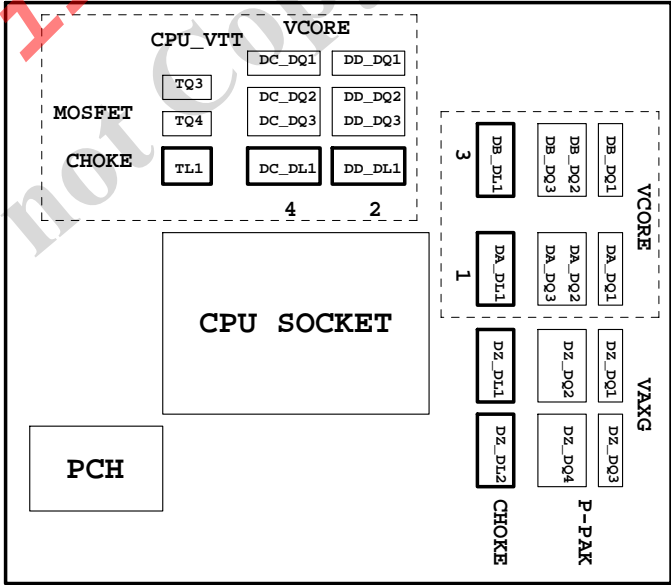 CPU_VTT VCORE
DC_DQ1 DD_DQ1
TQ3
DC_DQ2 DD_DQ2
MOSFET TQ4 DC_DQ3 DD_DQ3
CHOKE TL1 DC_DL1 DD_DL1
4 2
3 DB_DL1 DB_DQ3 DB_DQ2 DB_DQ1
VCORE
1 DA_DL1 DA_DQ3 DA_DQ2 DA_DQ1
CPU SOCKET
DZ_DL1 DZ_DQ2 DZ_DQ1
VAXG
DZ_DL2 DZ_DQ4 DZ_DQ3
PCH
CHOKE P-PAK
not